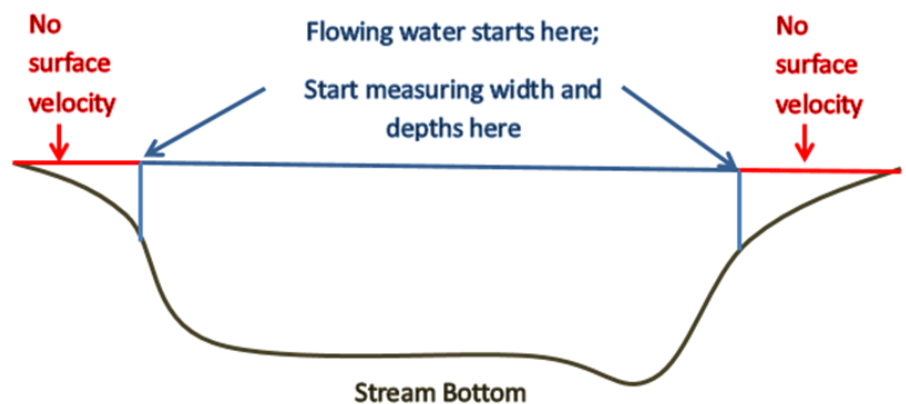 No
surface
velocity
Flowing water starts here;
Start measuring width and
depths here
No
surface
velocity
Stream Bottom